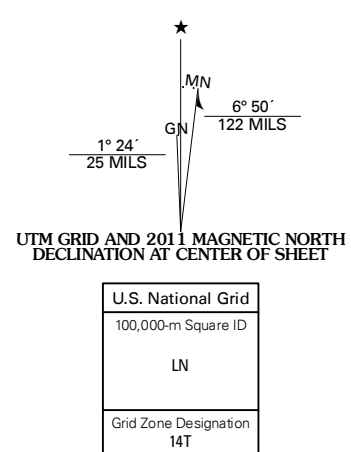 ★
MN
GN
6° 50´
122 MILS
1° 24´
25 MILS
UTM GRID AND 2011 MAGNETIC NORTH
DECLINATION AT CENTER OF SHEET
U.S. National Grid
100,000-m Square ID
LN
Grid Zone Designation
14T